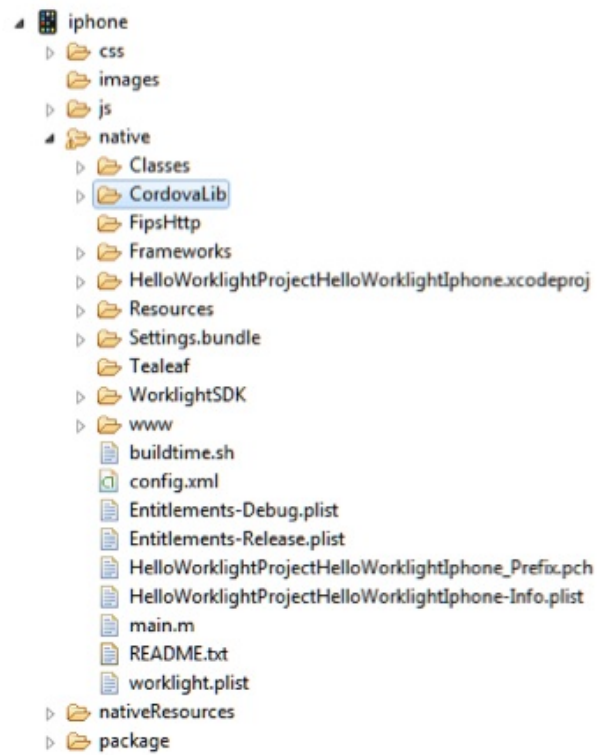 iphone
css
images
js
native
Classes
CordovaLib
FipsHttp
Frameworks
HelloWorklightProjectHelloWorklightIphone.xcodeproj
Resources
Settings.bundle
Tealeaf
WorklightSDK
www
buildtime.sh
config.xml
Entitlements-Debug.plist
Entitlements-Release.plist
HelloWorklightProjectHelloWorklightIphone_Prefix.pch
HelloWorklightProjectHelloWorklightIphone-Info.plist
main.m
README.txt
worklight.plist
nativeResources
package